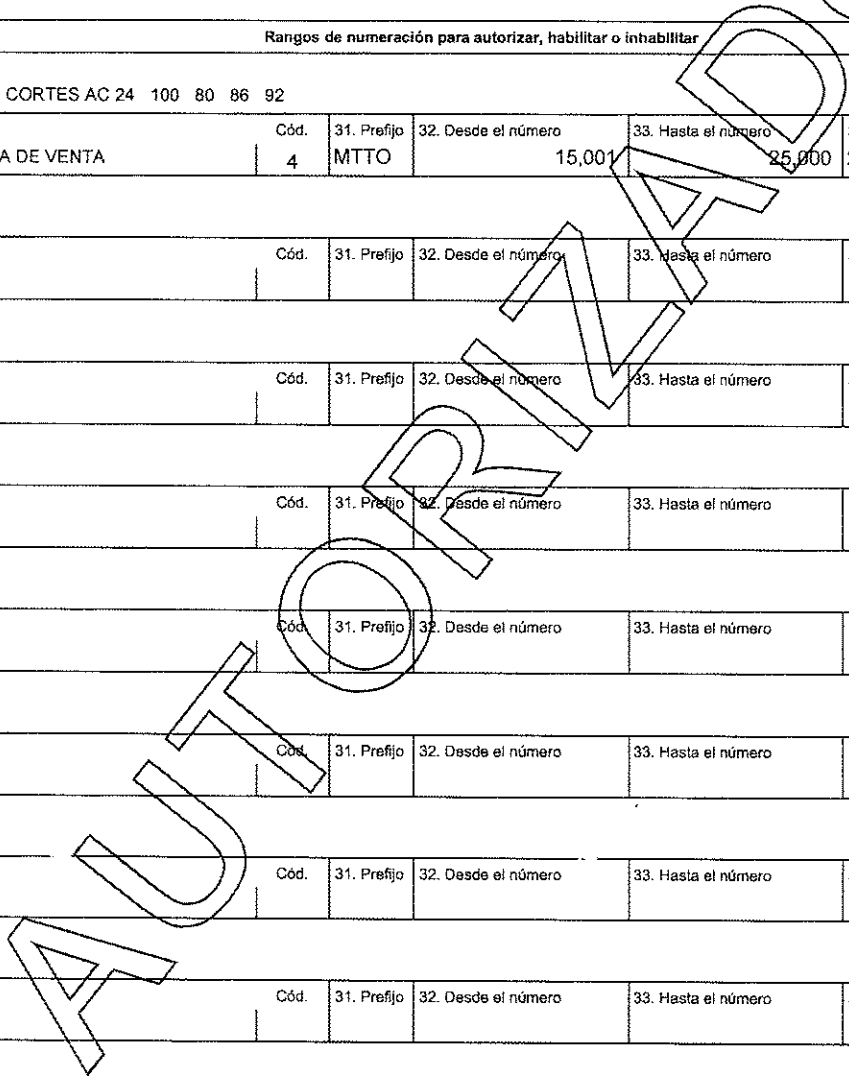 Rangos de numeración para autorizar, habilitar o inhabilitar
CORTES AC 24 100 80 86 92
Cód. 31. Prefijo 32. Desde el número 33. Hasta el número
A DE VENTA 4 MTTO 15,001 25,000
Cód. 31. Prefijo 32. Desde el número 33. Hasta el número
Cód. 31. Prefijo 32. Desde el número 33. Hasta el número
Cód. 31. Prefijo 32. Desde el número 33. Hasta el número
Cód. 31. Prefijo 32. Desde el número 33. Hasta el número
Cód. 31. Prefijo 32. Desde el número 33. Hasta el número
Cód. 31. Prefijo 32. Desde el número 33. Hasta el número
Cód. 31. Prefijo 32. Desde el número 33. Hasta el número
AUTORIZADO